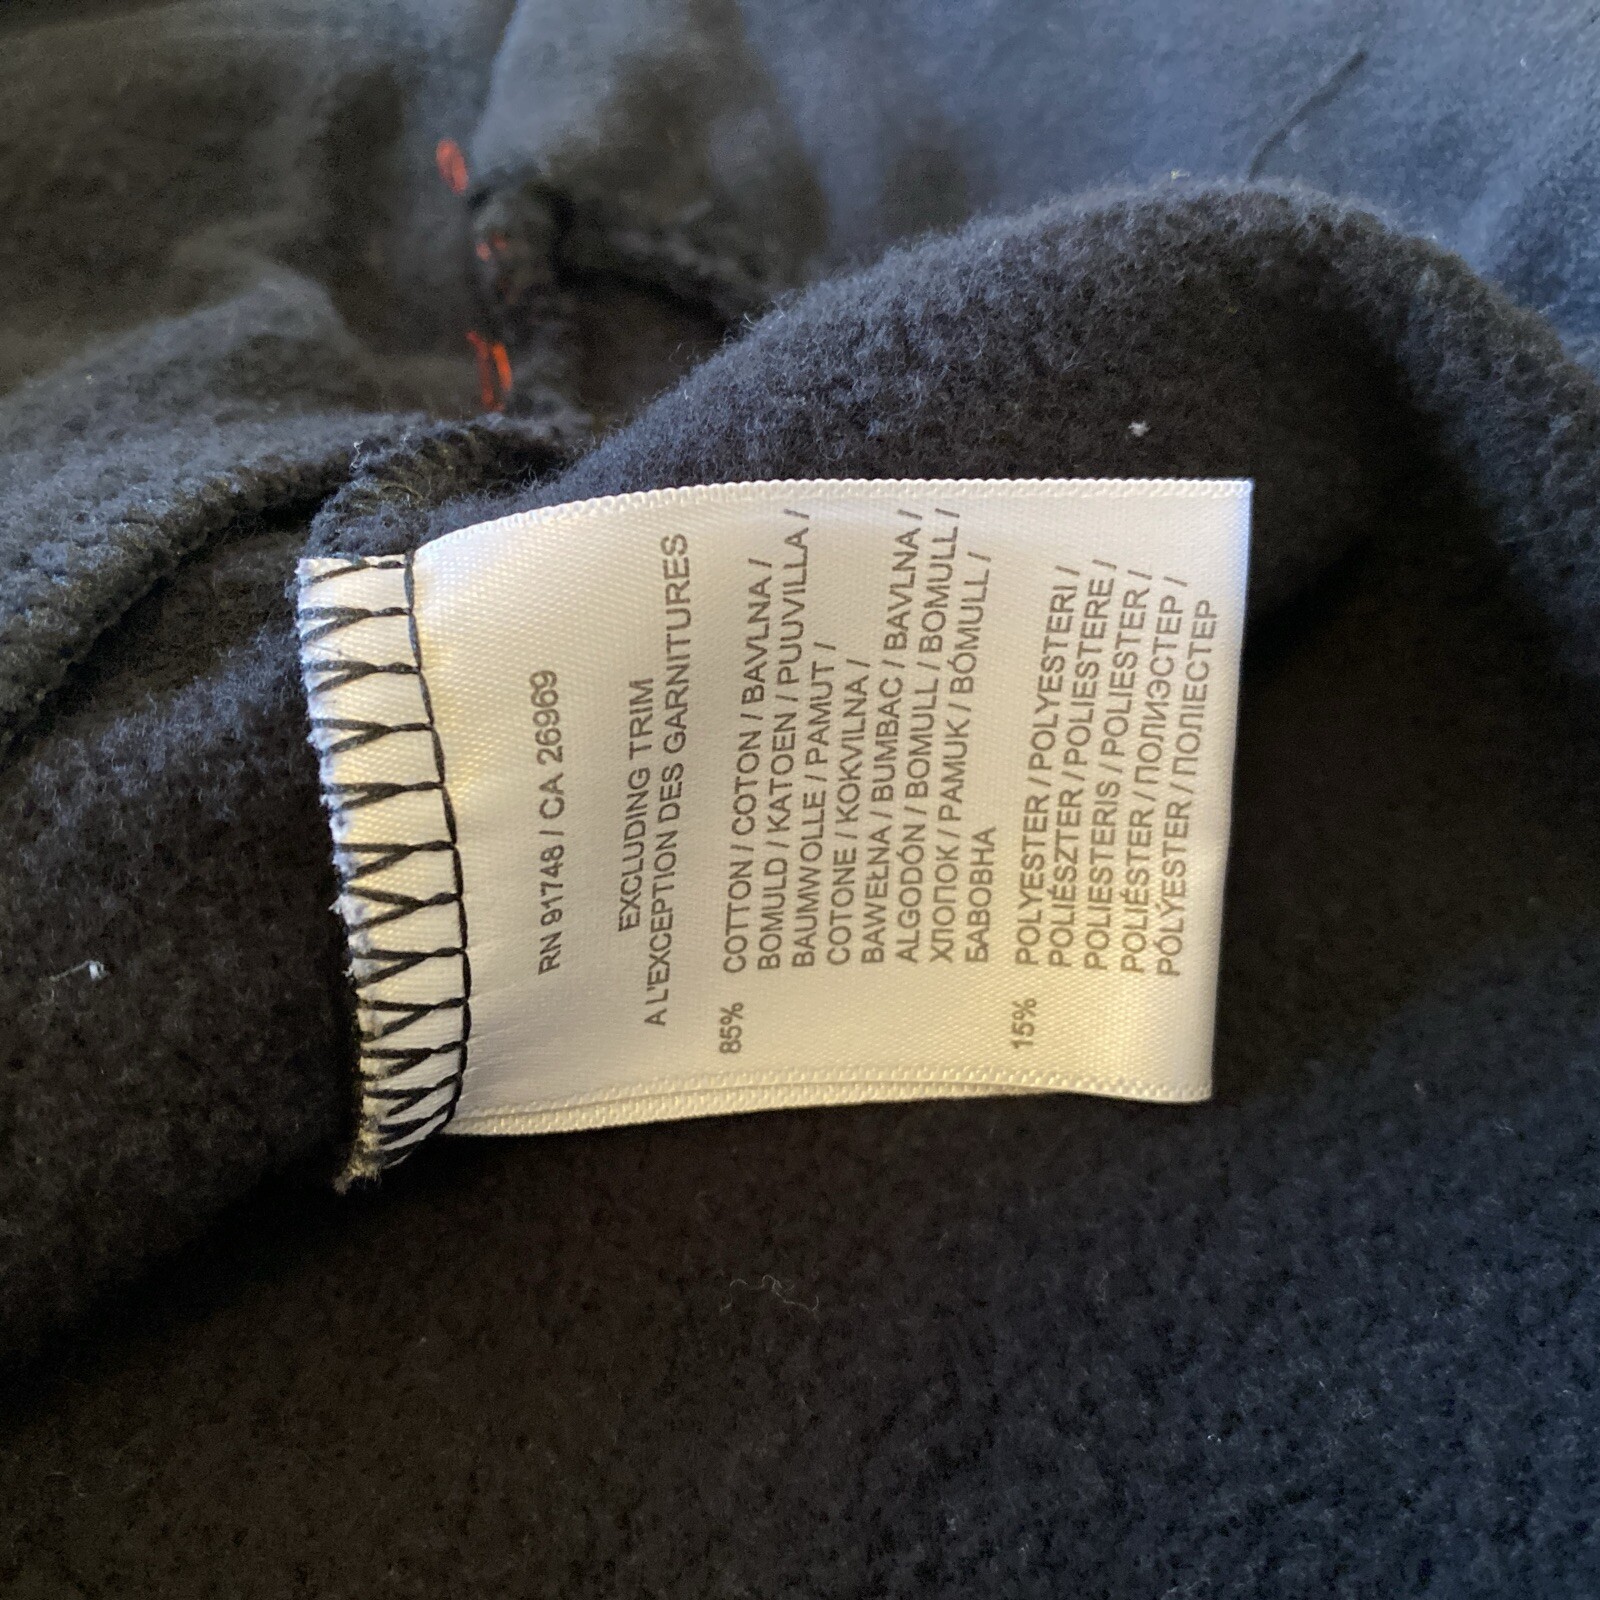 RN 91748 / CA 26969
EXCLUDING TRIM
A L'EXCEPTION DES GARNITURES
85% COTTON / COTON / BAVLNA /
BOMULD / KATOEN / PUUVILLA /
BAUMWOLLE / PAMUT /
COTONE / KOKVILNA /
BAWEŁNA / BUMBAC / BAVLNA /
ALGODÓN / BOMULL / BOMULL /
ХЛОПОК / PAMUK / BÓMULL /
БАВОВНА
15% POLYESTER / POLYESTERI /
POLIÉSZTER / POLIESTERE /
POLIESTERIS / POLIESTER /
POLIÉSTER / ПОЛИЭСТЕР /
PÓLÝESTER / ПОЛІЕСТЕР